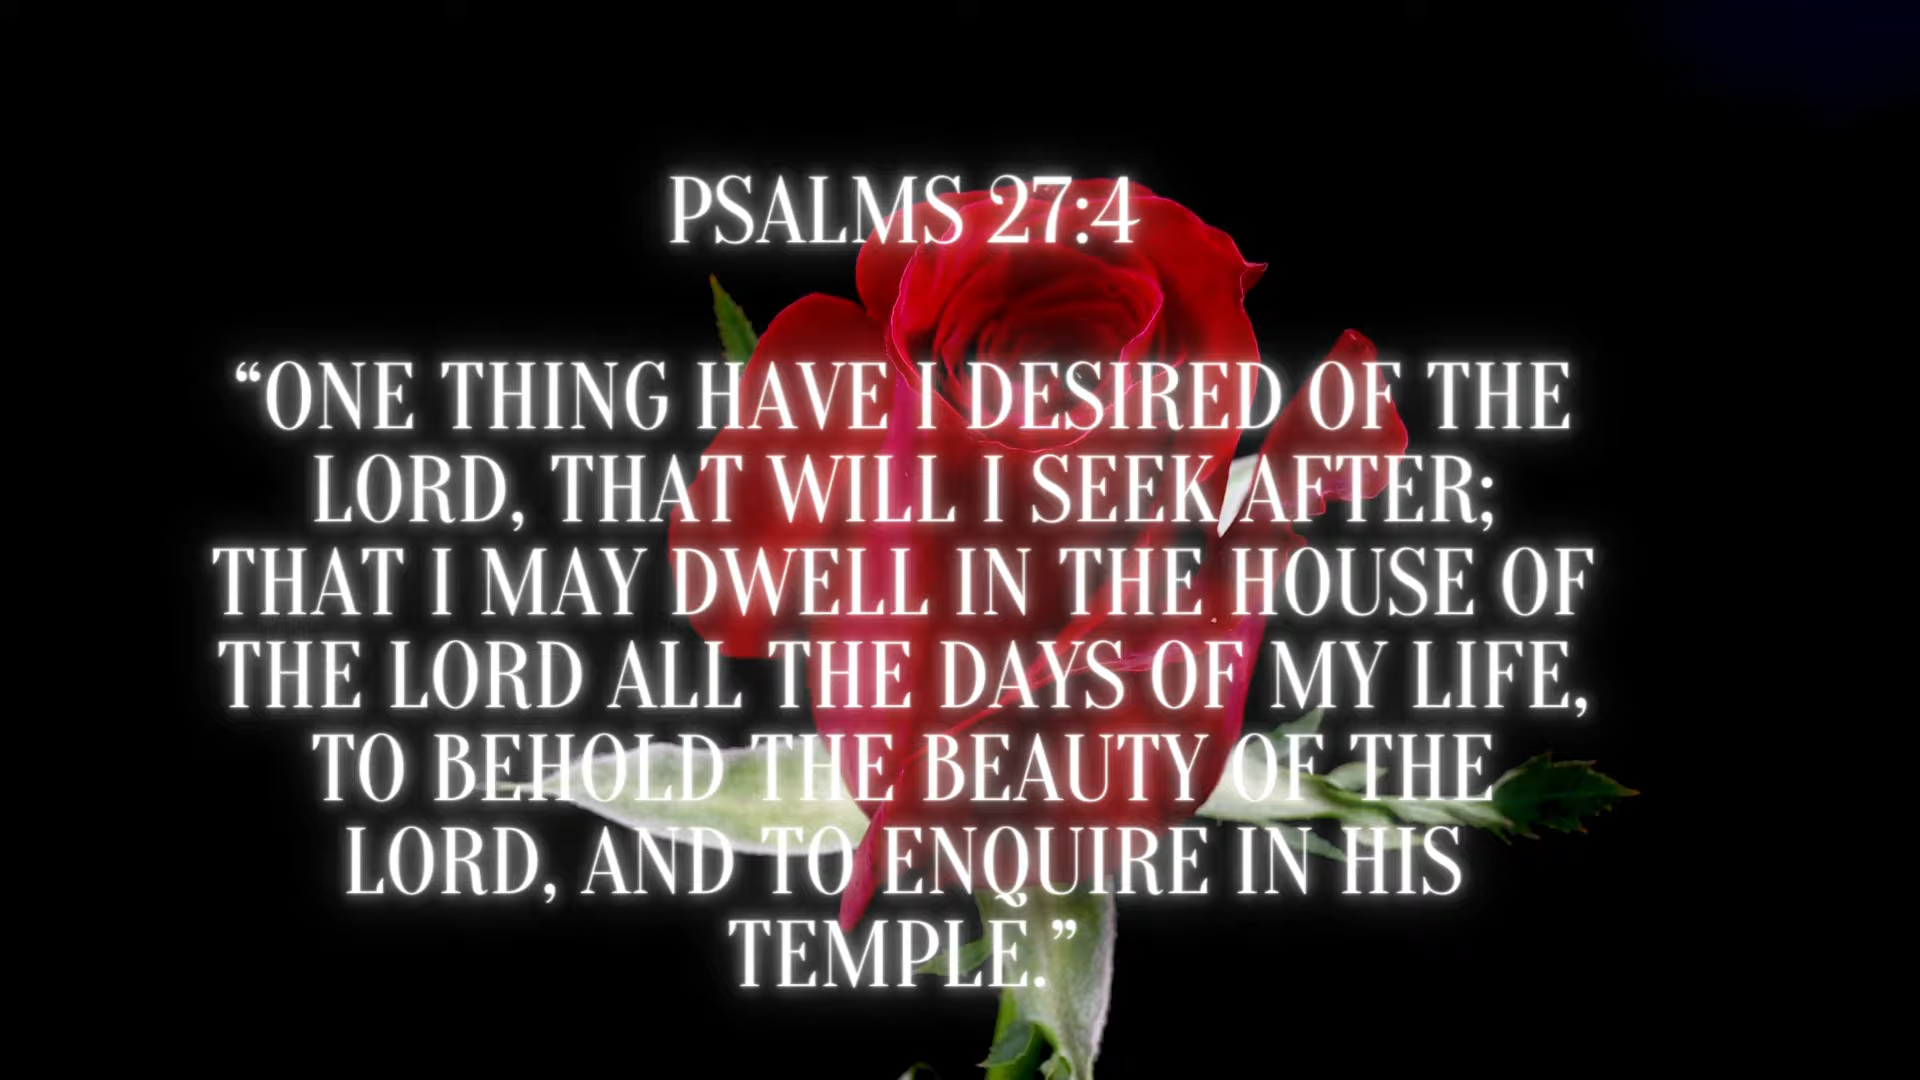 PSALMS 27:4
“ONE THING HAVE I DESIRED OF THE
LORD, THAT WILL I SEEK AFTER;
THAT I MAY DWELL IN THE HOUSE OF
THE LORD ALL THE DAYS OF MY LIFE,
TO BEHOLD THE BEAUTY OF THE
LORD, AND TO ENQUIRE IN HIS
TEMPLE.”